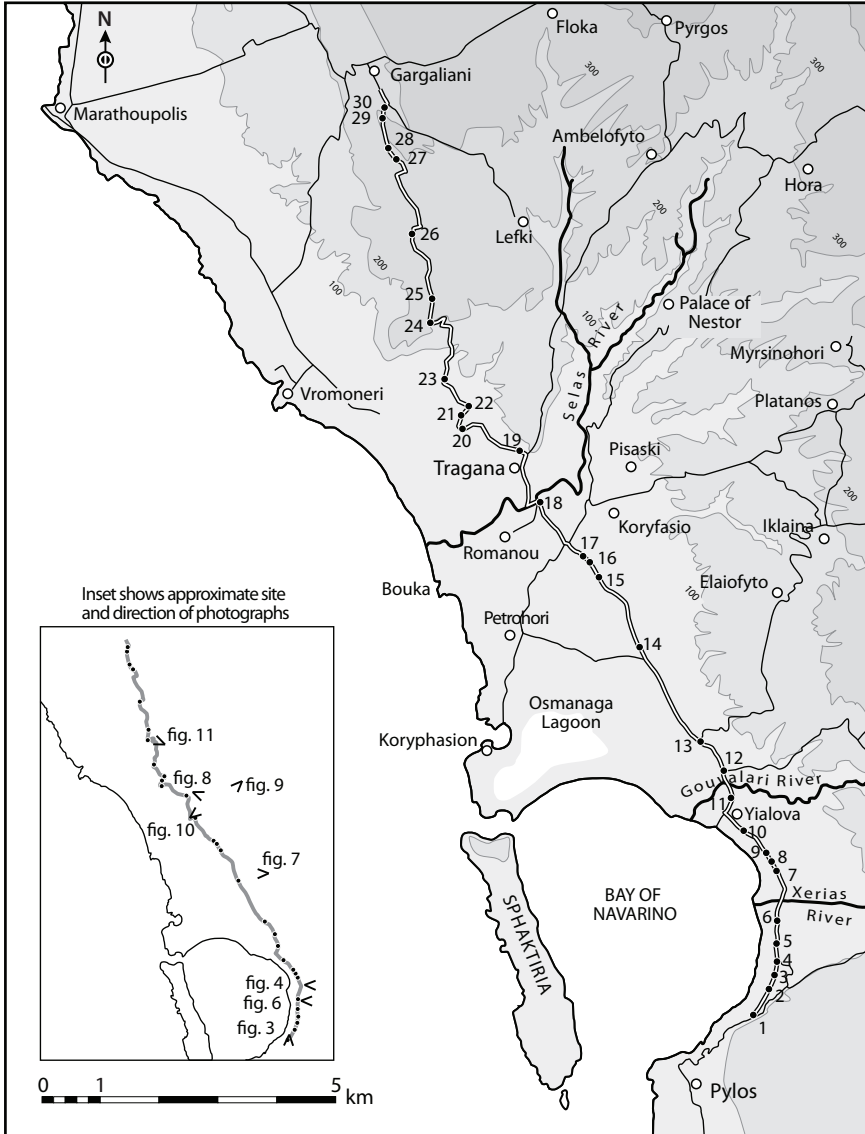 N
Floka
Pyrgos
300
300
Gargaliani
Marathoupolis
30
29
28
27
Ambelofyto
Hora
200
Lefki
26
300
200
100
25
24
100
Selas River
Palace of
Nestor
Myrsinohori
23
Vromoneri
22
21
20
19
Platanos
Tragana
Pisaski
200
18
Koryfasio
Iklaina
Romanou
17
16
15
Bouka
Elaiofyto
100
Petrohori
14
Osmanaga
Lagoon
Koryphasion
13
12
Gouvalari River
11
Yialova
10
9
8
7
Xerias
River
BAY OF
NAVARINO
SPHAKTIRIA
6
5
4
3
2
1
Pylos
Inset shows approximate site
and direction of photographs
fig. 11
fig. 8
fig. 9
fig. 10
fig. 7
fig. 4
fig. 6
fig. 3
0 1 5
km